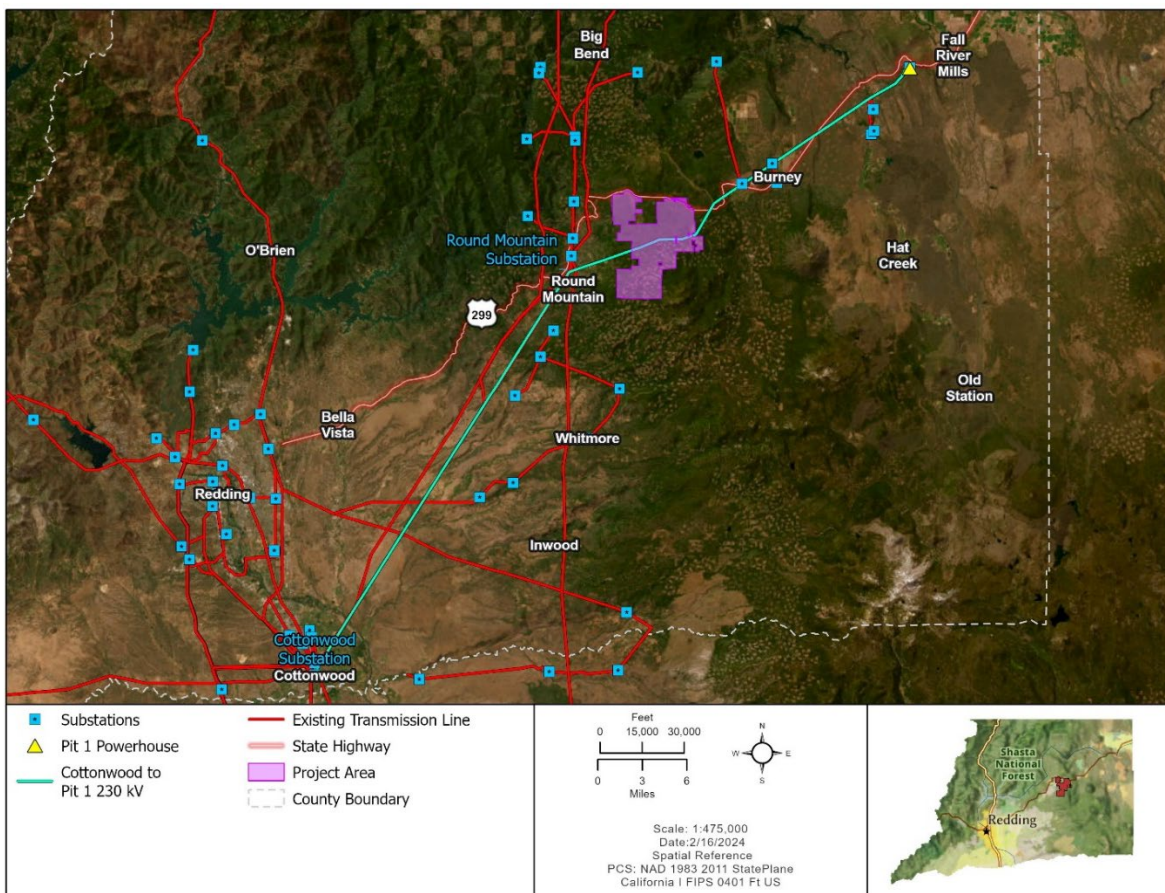 Big
Bend
Fall
River
Mills
Burney
O'Brien
Round Mountain
Substation
Hat
Creek
Round
Mountain
299
Old
Station
Bella
Vista
Whitmore
Redding
Inwood
Cottonwood
Substation
Cottonwood
Substations
Pit 1 Powerhouse
Cottonwood to
Pit 1 230 kV
Existing Transmission Line
State Highway
Project Area
County Boundary
Feet
0 15,000 30,000
0 3 6
Miles
N
W E
S
Scale: 1:475,000
Date:2/16/2024
Spatial Reference
PCS: NAD 1983 2011 StatePlane
California I FIPS 0401 Ft US
Shasta
National
Forest
Redding